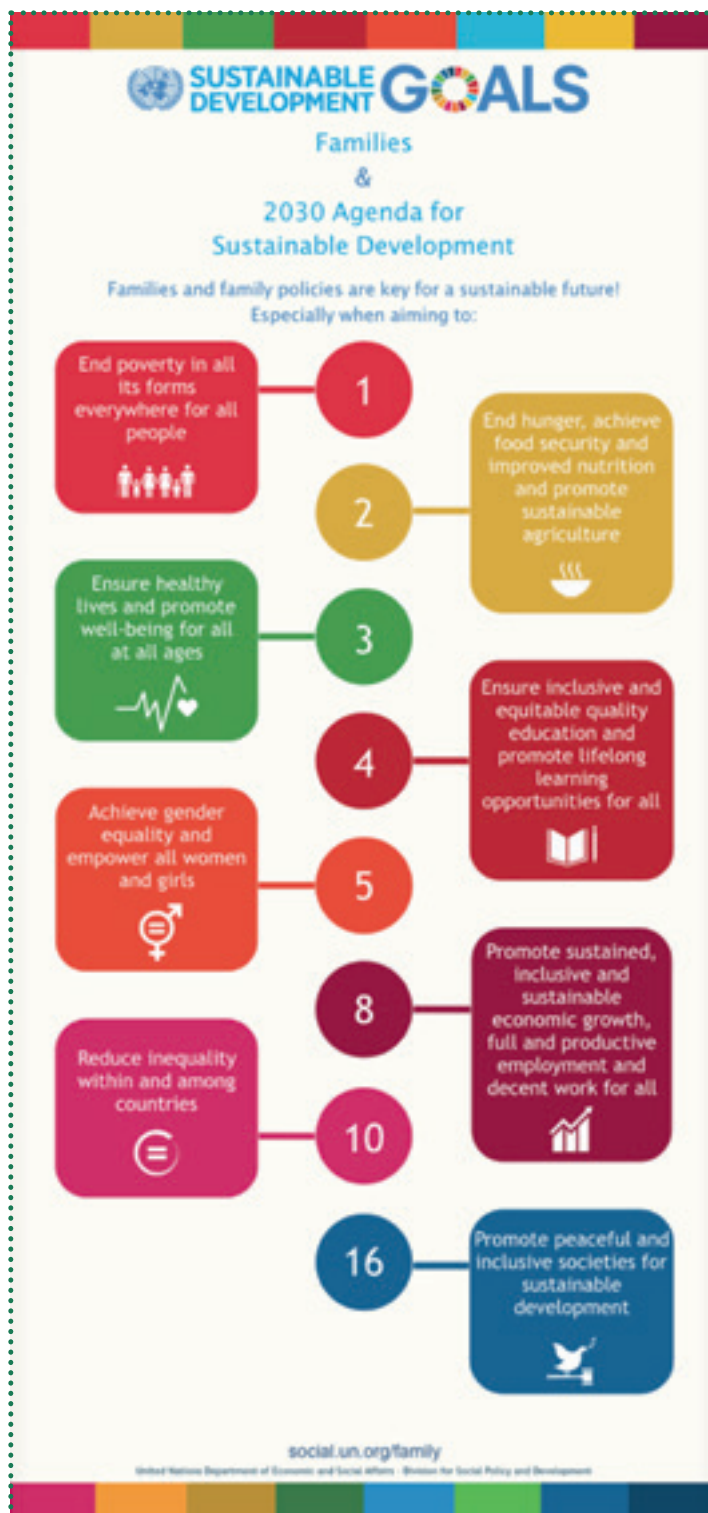 SUSTAINABLE
DEVELOPMENT
GOALS
Families
&
2030 Agenda for
Sustainable Development
Families and family policies are key for a sustainable future!
Especially when aiming to:
End poverty in all
its forms
everywhere for all
people
1
End hunger, achieve
food security and
improved nutrition
and promote
sustainable
agriculture
2
Ensure healthy
lives and promote
well-being for all
at all ages
3
Ensure inclusive and
equitable quality
education and
promote lifelong
learning
opportunities for all
4
Achieve gender
equality and
empower all women
and girls
5
Promote sustained,
inclusive and
sustainable
economic growth,
full and productive
employment and
decent work for all
8
Reduce inequality
within and among
countries
10
Promote peaceful and
inclusive societies for
sustainable
development
16
social.un.org/family
United Nations Department of Economic and Social Affairs - Division for Social Policy and Development